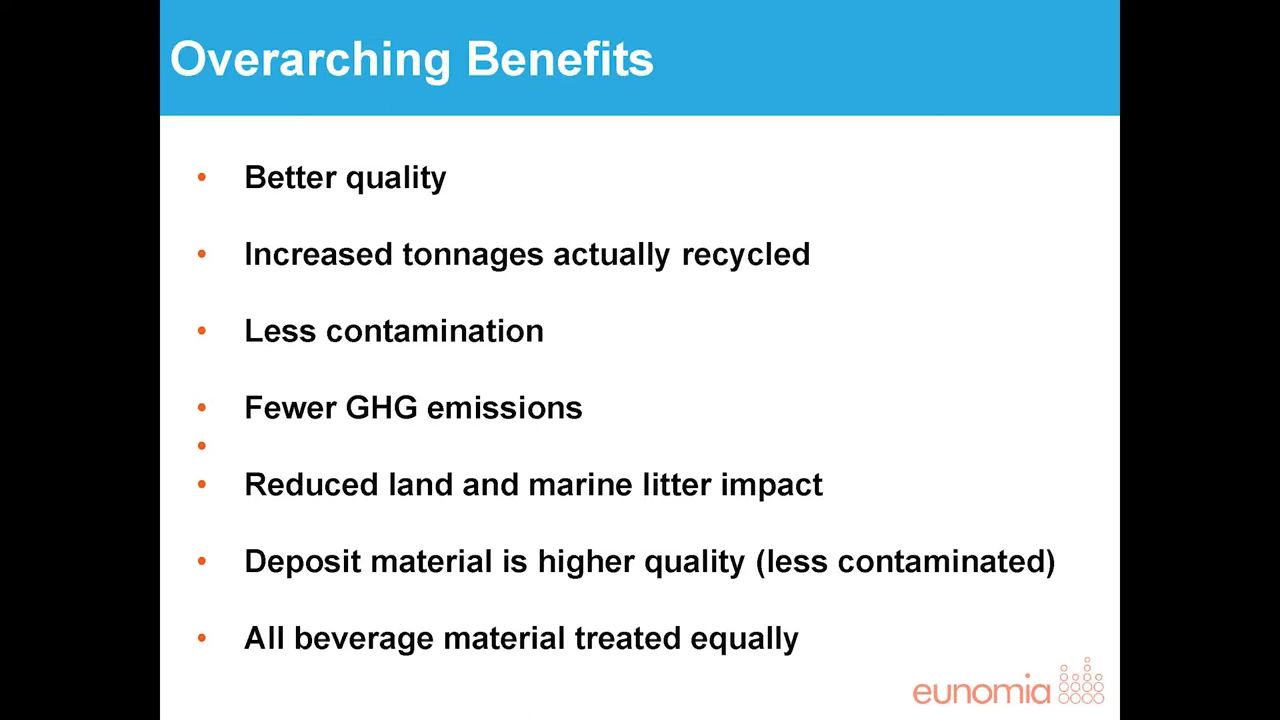 Overarching Benefits
• Better quality
• Increased tonnages actually recycled
• Less contamination
• Fewer GHG emissions
•
• Reduced land and marine litter impact
• Deposit material is higher quality (less contaminated)
• All beverage material treated equally
eunomia